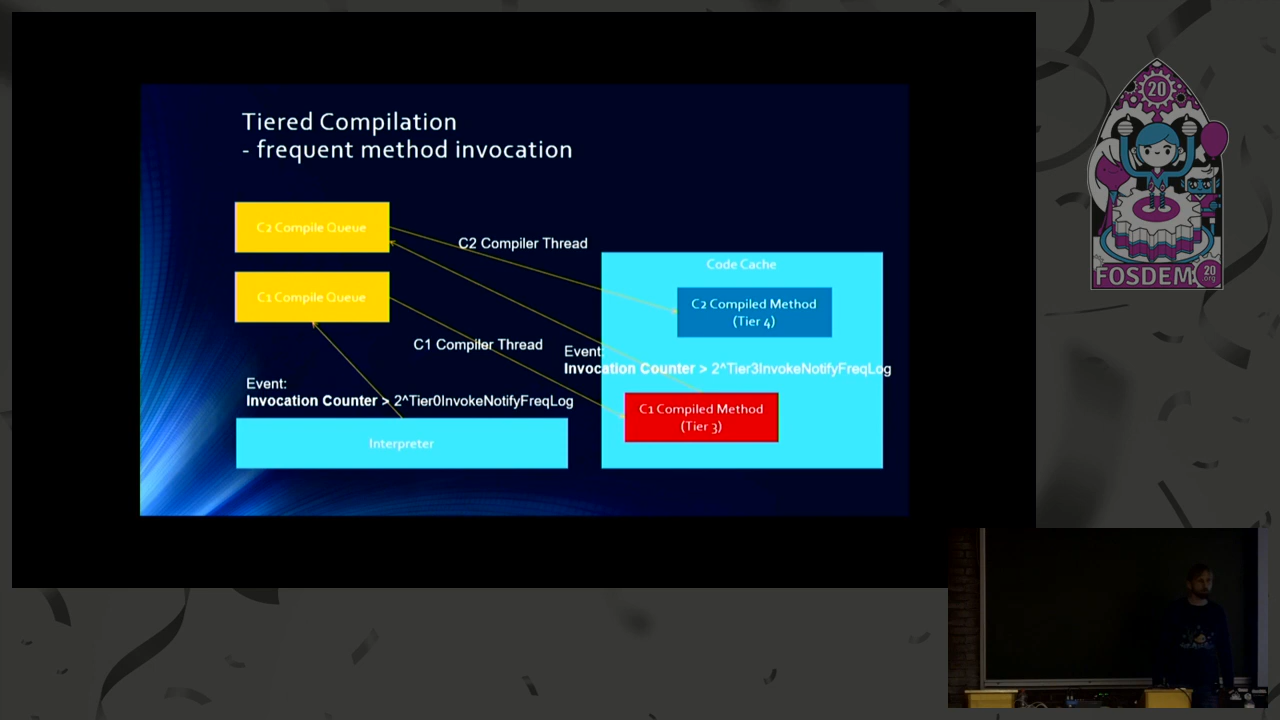 Tiered Compilation
- frequent method invocation
C2 Compile Queue
C2 Compiler Thread
Code Cache
C1 Compile Queue
C2 Compiled Method
(Tier 4)
C1 Compiler Thread
Event:
Invocation Counter > 2^Tier3InvokeNotifyFreqLog
Event:
Invocation Counter > 2^Tier0InvokeNotifyFreqLog
C1 Compiled Method
(Tier 3)
Interpreter
20
FOSDEM
20
.org